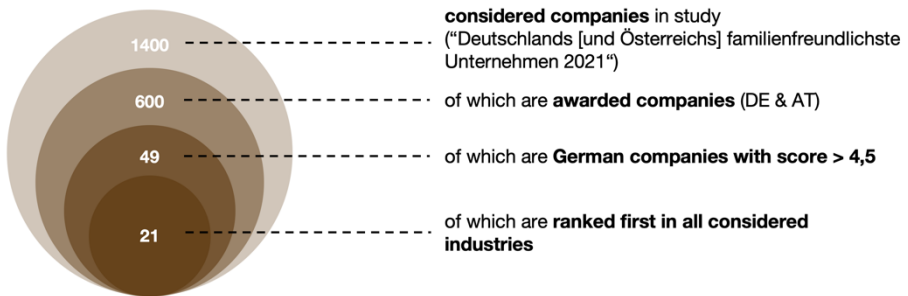 considered companies in study
1400
(“Deutschlands [und Österreichs] familienfreundlichste
Unternehmen 2021“)
600
of which are awarded companies (DE & AT)
49
of which are German companies with score > 4,5
21
of which are ranked first in all considered
industries